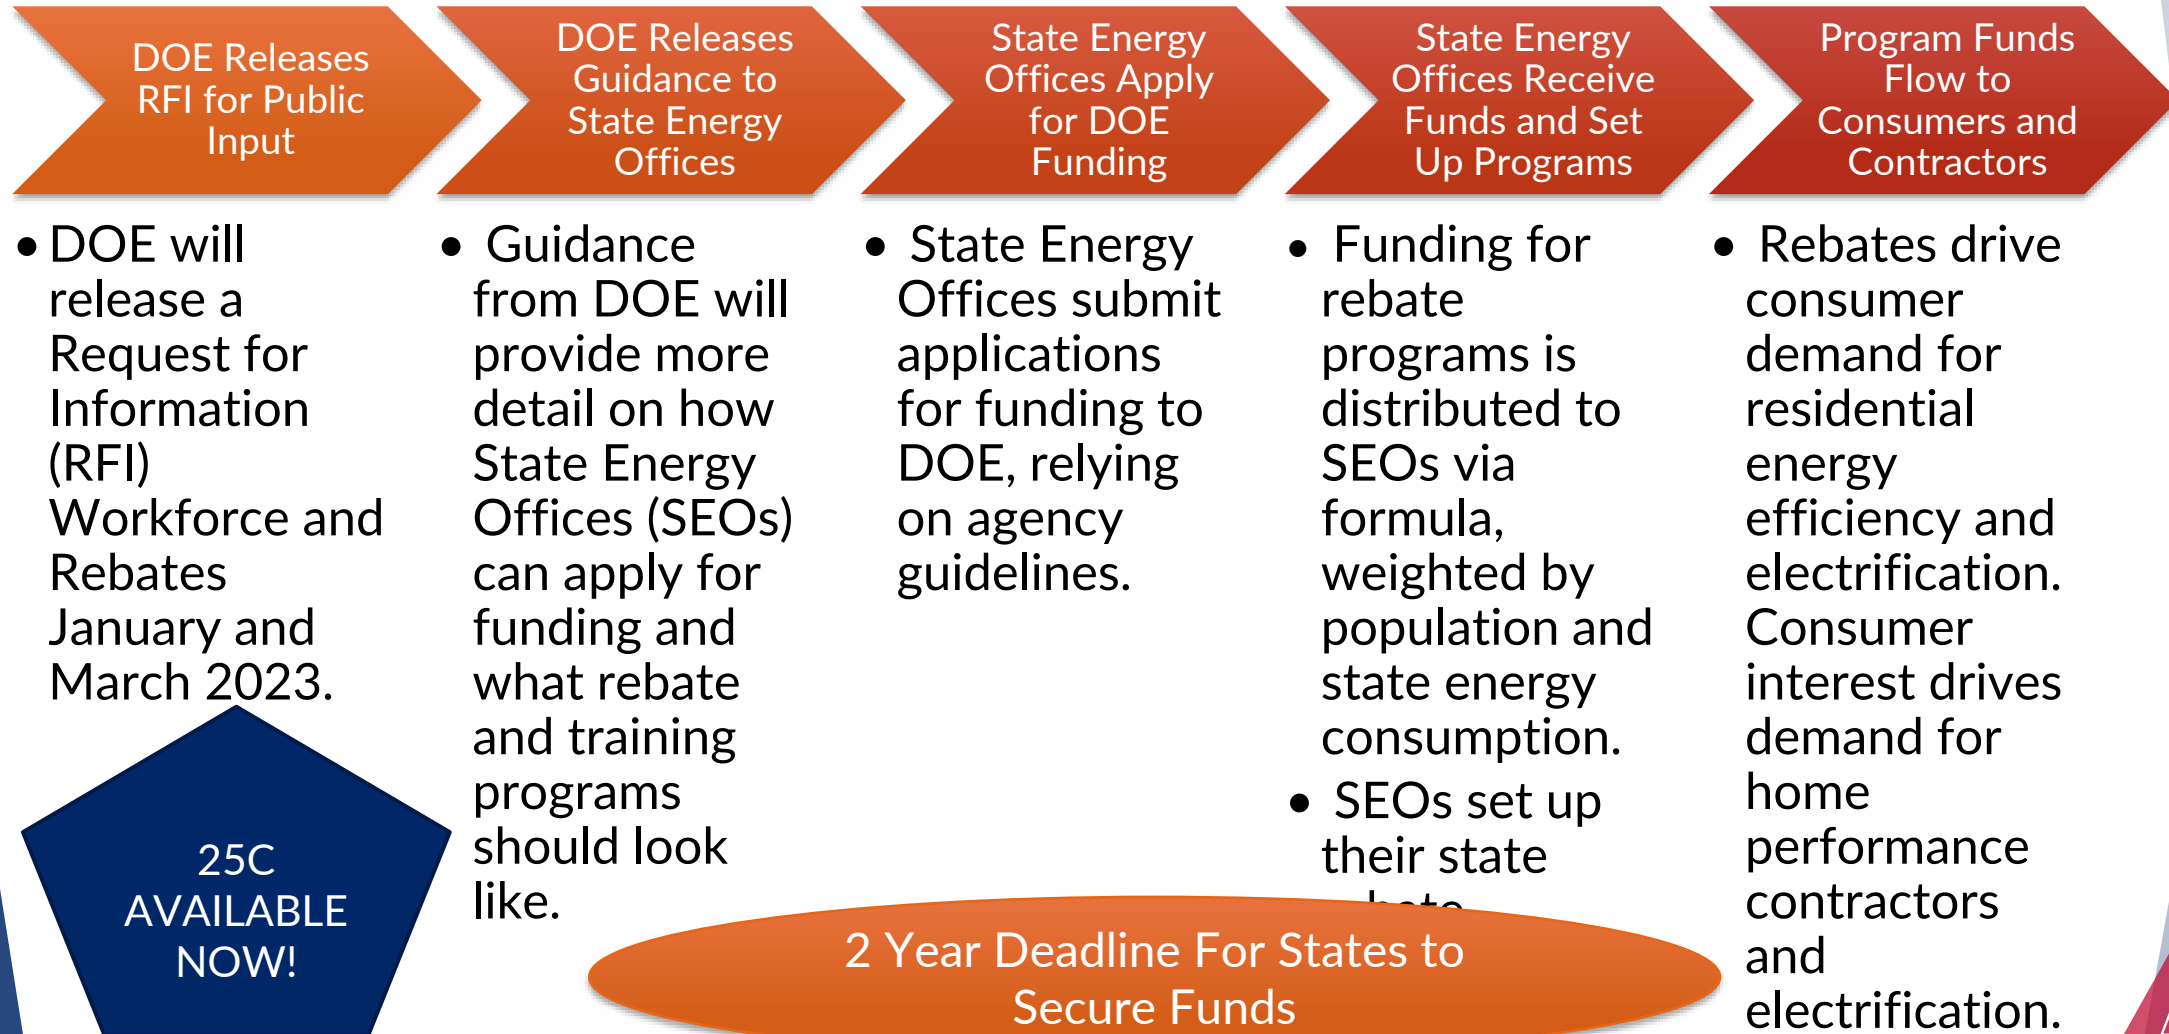 DOE Releases
RFI for Public
Input
DOE Releases
Guidance to
State Energy
Offices
State Energy
Offices Apply
for DOE
Funding
State Energy
Offices Receive
Funds and Set
Up Programs
Program Funds
Flow to
Consumers and
Contractors
• DOE will
release a
Request for
Information
(RFI)
Workforce and
Rebates
January and
March 2023.
• Guidance
from DOE will
provide more
detail on how
State Energy
Offices (SEOs)
can apply for
funding and
what rebate
and training
programs
should look
like.
• State Energy
Offices submit
applications
for funding to
DOE, relying
on agency
guidelines.
• Funding for
rebate
programs is
distributed to
SEOs via
formula,
weighted by
population and
state energy
consumption.
• SEOs set up
their state
• Rebates drive
consumer
demand for
residential
energy
efficiency and
electrification.
Consumer
interest drives
demand for
home
performance
contractors
and
electrification.
25C
AVAILABLE
NOW!
2 Year Deadline For States to
Secure Funds